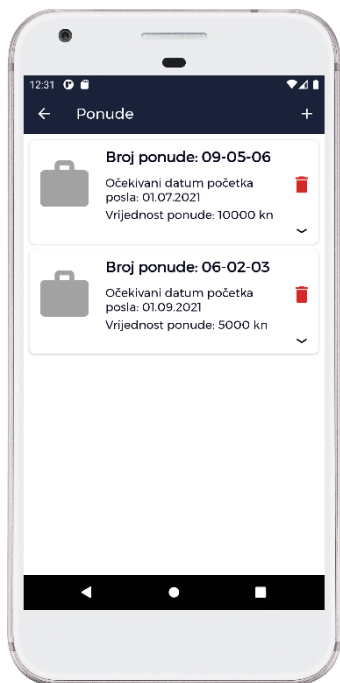 12:31
Ponude
Broj ponude: 09-05-06
Očekivani datum početka
posla: 01.07.2021
Vrijednost ponude: 10000 kn
Broj ponude: 06-02-03
Očekivani datum početka
posla: 01.09.2021
Vrijednost ponude: 5000 kn